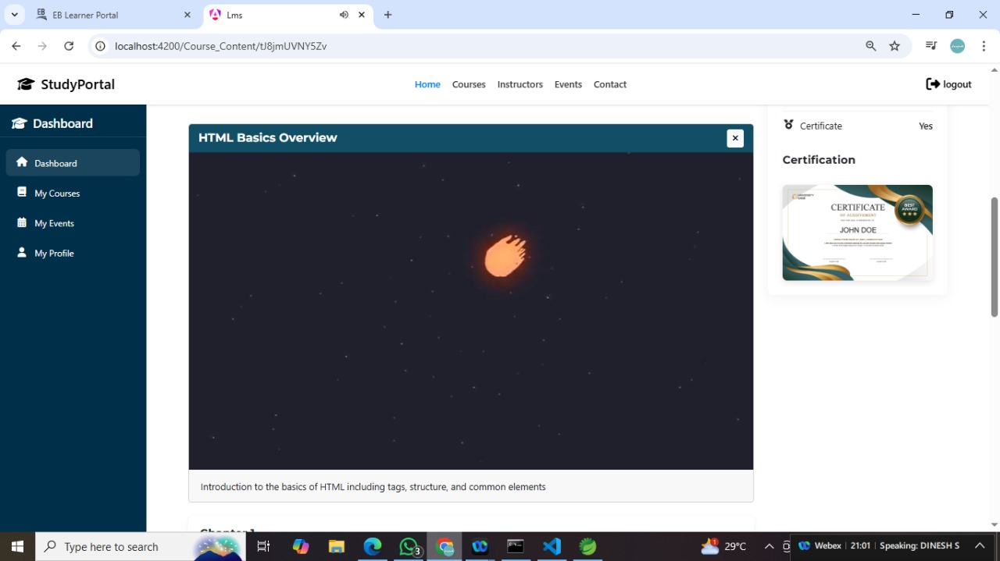 EB Learner Portal
Lms
localhost:4200/Course_Content/tJ8jmUVNY5Zv
StudyPortal
Home Courses Instructors Events Contact
logout
Dashboard
Dashboard
My Courses
My Events
My Profile
HTML Basics Overview
Introduction to the basics of HTML including tags, structure, and common elements
Certificate Yes
Certification
CERTIFICATE
OF ACHIEVEMENT
JOHN DOE
BEST
AWARD
Type here to search
3
1
29°C
Webex 21:01 Speaking: DINESH S